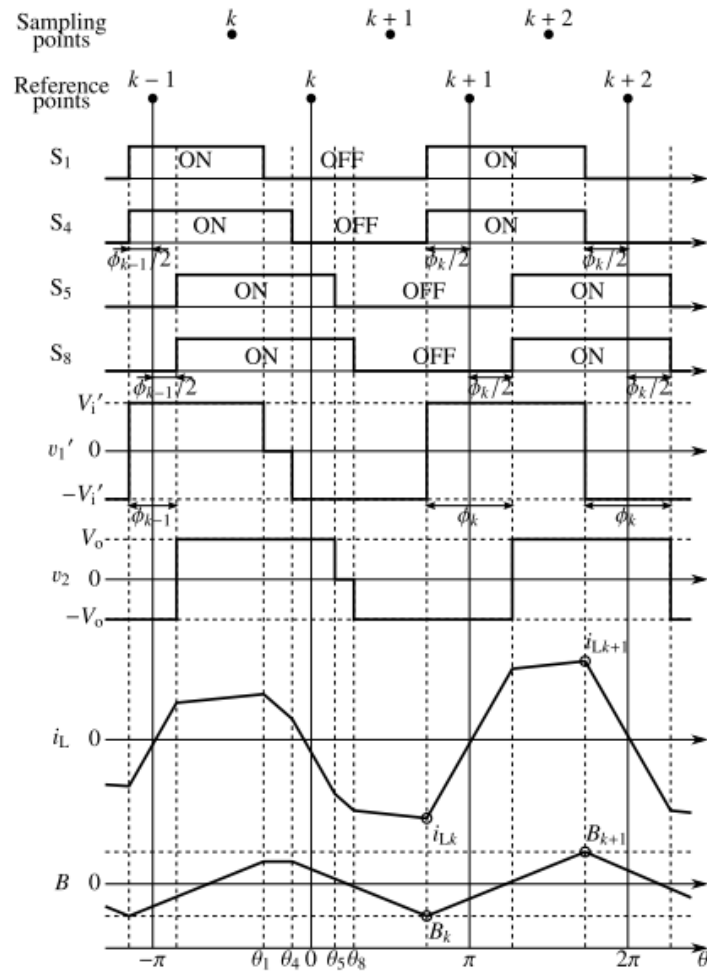 Sampling points k k + 1 k + 2
Reference points k − 1 k k + 1 k + 2
S₁ ON OFF ON θ
S₄ ON OFF ON θ
ϕₖ₋₁/2 ϕₖ/2 ϕₖ/2
S₅ ON OFF ON θ
S₈ ON OFF ON θ
ϕₖ₋₁/2 ϕₖ/2 ϕₖ/2
Vᵢ′
v₁′ 0 θ
−Vᵢ′
ϕₖ₋₁ ϕₖ ϕₖ
Vₒ
v₂ 0 θ
−Vₒ
i_Lk+1
i_L 0 θ
i_Lk
Bₖ₊₁
B 0 θ
Bₖ
−π θ₁ θ₄ 0 θ₅ θ₈ π 2π θ